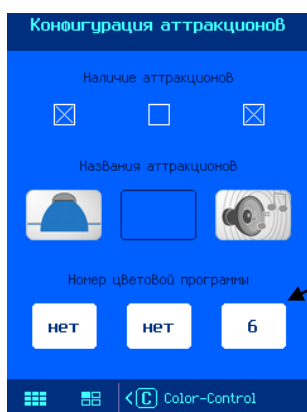 Конфигурация аттракционов
Наличие аттракционов
Названия аттракционов
Номер цветовой программы
нет нет 6
<(C) Color-Control